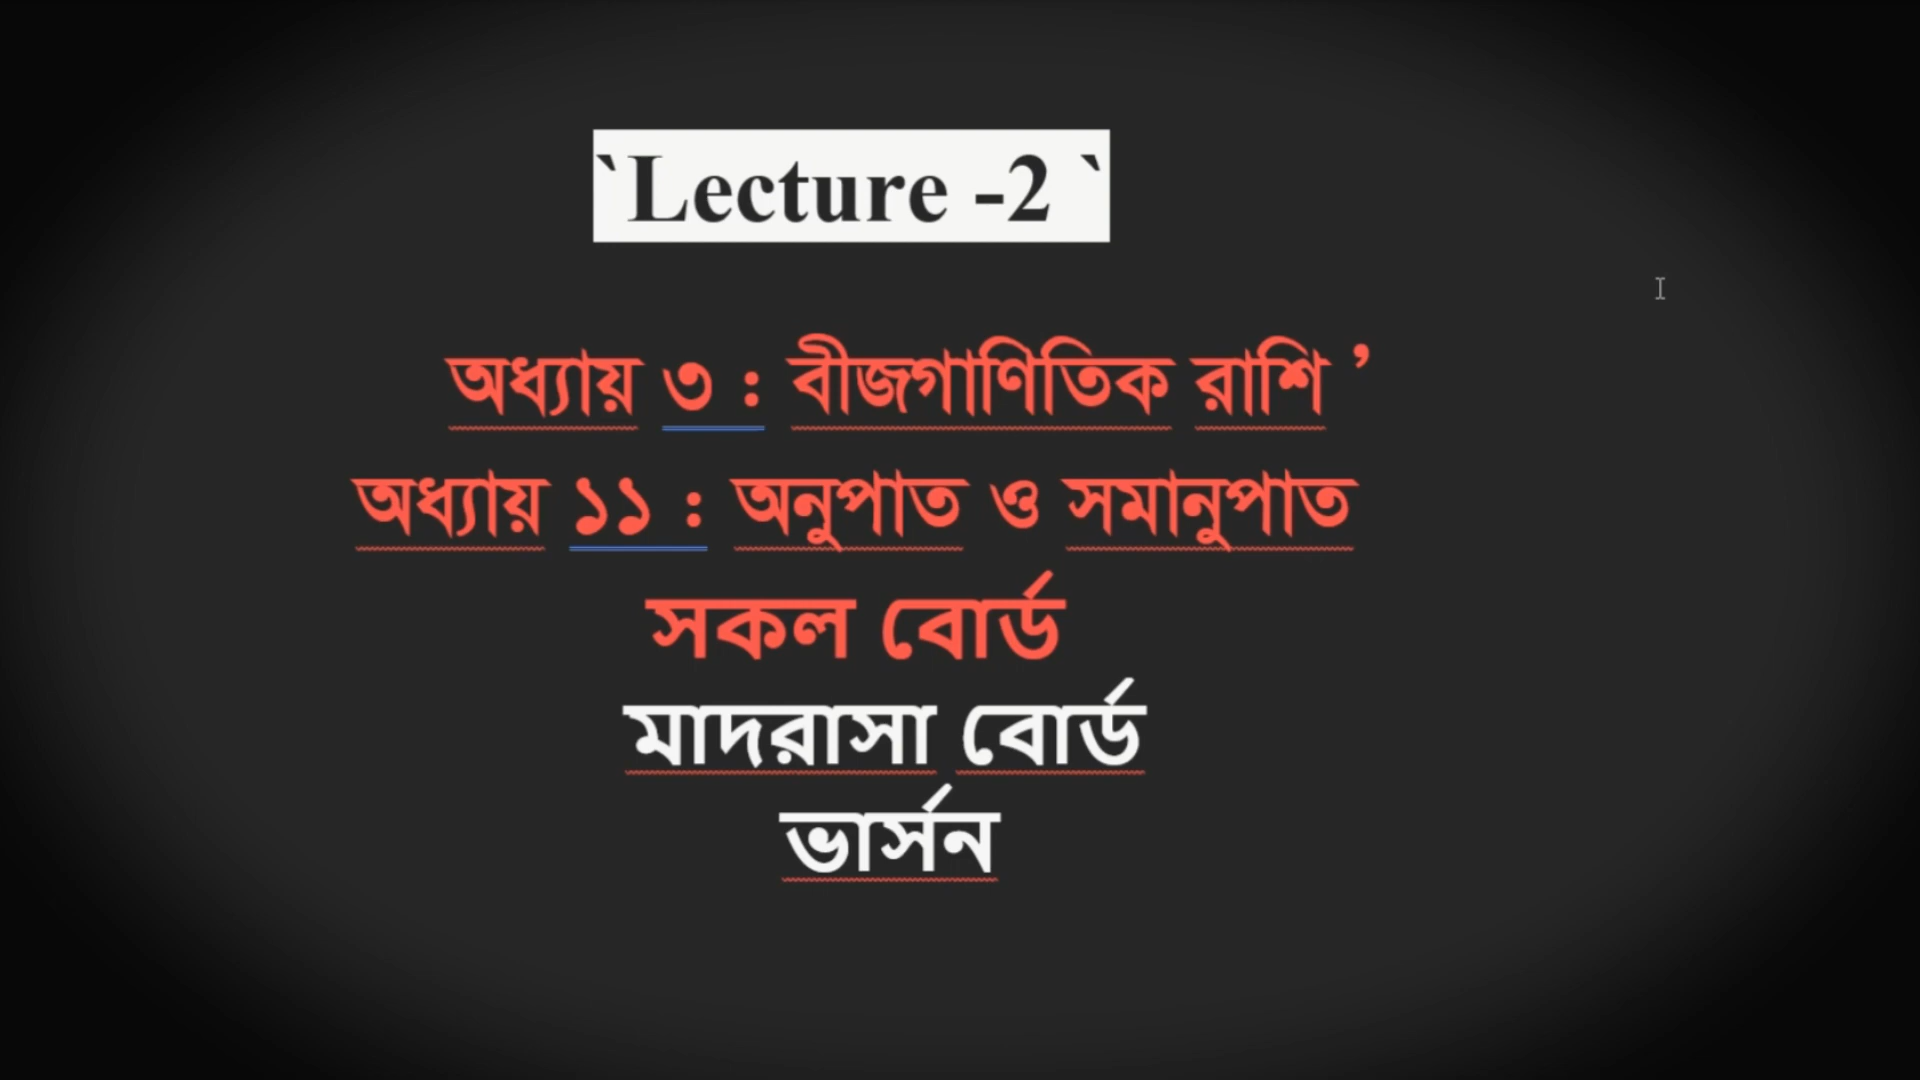 `Lecture -2 `
অধ্যায় ৩ : বীজগাণিতিক রাশি ’
অধ্যায় ১১ : অনুপাত ও সমানুপাত
সকল বোর্ড
মাদরাসা বোর্ড
ভার্সন